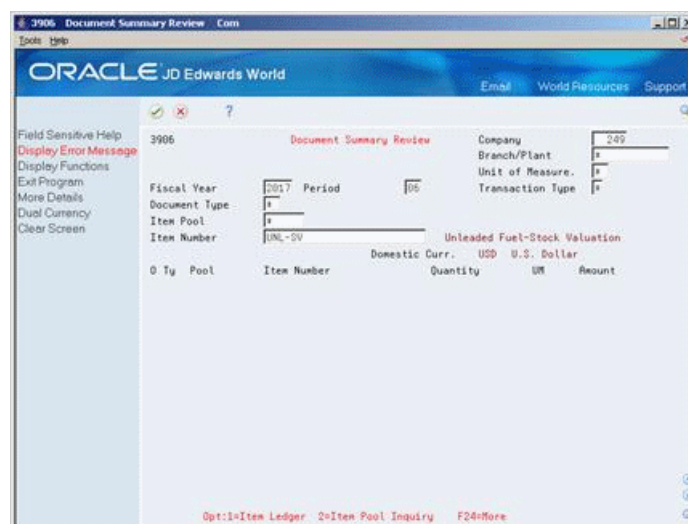 3906 Document Summary Review Com
Tools Help
ORACLE JD Edwards World
Email World Resources Support
Field Sensitive Help
Display Error Message
Display Functions
Exit Program
More Details
Dual Currency
Clear Screen
?
3906 Document Summary Review Company 249
Branch/Plant *
Unit of Measure. *
Fiscal Year 2017 Period 06 Transaction Type *
Document Type *
Item Pool *
Item Number UNL-SV Unleaded Fuel-Stock Valuation
Domestic Curr. USD U.S. Dollar
O Ty Pool Item Number Quantity UM Amount
Opt:1=Item Ledger 2=Item Pool Inquiry F24=More